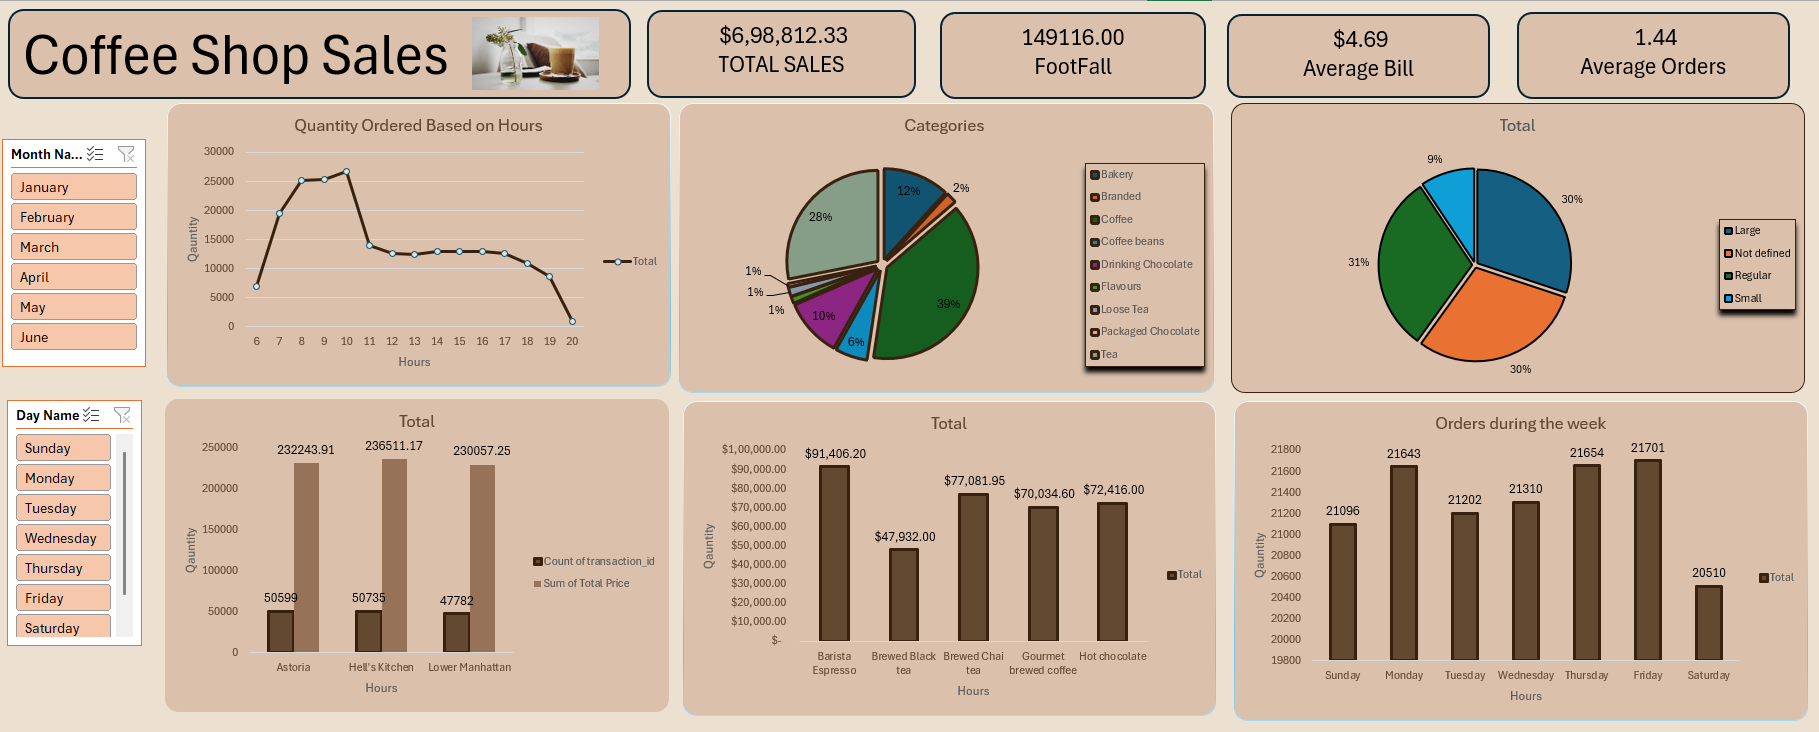 Coffee Shop Sales
$6,98,812.33
TOTAL SALES
149116.00
FootFall
$4.69
Average Bill
1.44
Average Orders
Month Na...
January
February
March
April
May
June
Quantity Ordered Based on Hours
30000
25000
20000
15000
10000
5000
0
Qauntity
6 7 8 9 10 11 12 13 14 15 16 17 18 19 20
Hours
Total
Categories
12%
2%
39%
6%
10%
1%
1%
1%
28%
Bakery
Branded
Coffee
Coffee beans
Drinking Chocolate
Flavours
Loose Tea
Packaged Chocolate
Tea
Total
9%
30%
31%
30%
Large
Not defined
Regular
Small
Day Name
Sunday
Monday
Tuesday
Wednesday
Thursday
Friday
Saturday
Total
250000
200000
150000
100000
50000
0
Qauntity
232243.91
236511.17
230057.25
50599
50735
47782
Astoria
Hell's Kitchen
Lower Manhattan
Hours
Count of transaction_id
Sum of Total Price
Total
$1,00,000.00
$90,000.00
$80,000.00
$70,000.00
$60,000.00
$50,000.00
$40,000.00
$30,000.00
$20,000.00
$10,000.00
$-
Qauntity
$91,406.20
$47,932.00
$77,081.95
$70,034.60
$72,416.00
Barista
Espresso
Brewed Black
tea
Brewed Chai
tea
Gourmet
brewed coffee
Hot chocolate
Hours
Total
Orders during the week
21800
21600
21400
21200
21000
20800
20600
20400
20200
20000
19800
Qauntity
21096
21643
21202
21310
21654
21701
20510
Sunday
Monday
Tuesday
Wednesday
Thursday
Friday
Saturday
Hours
Total